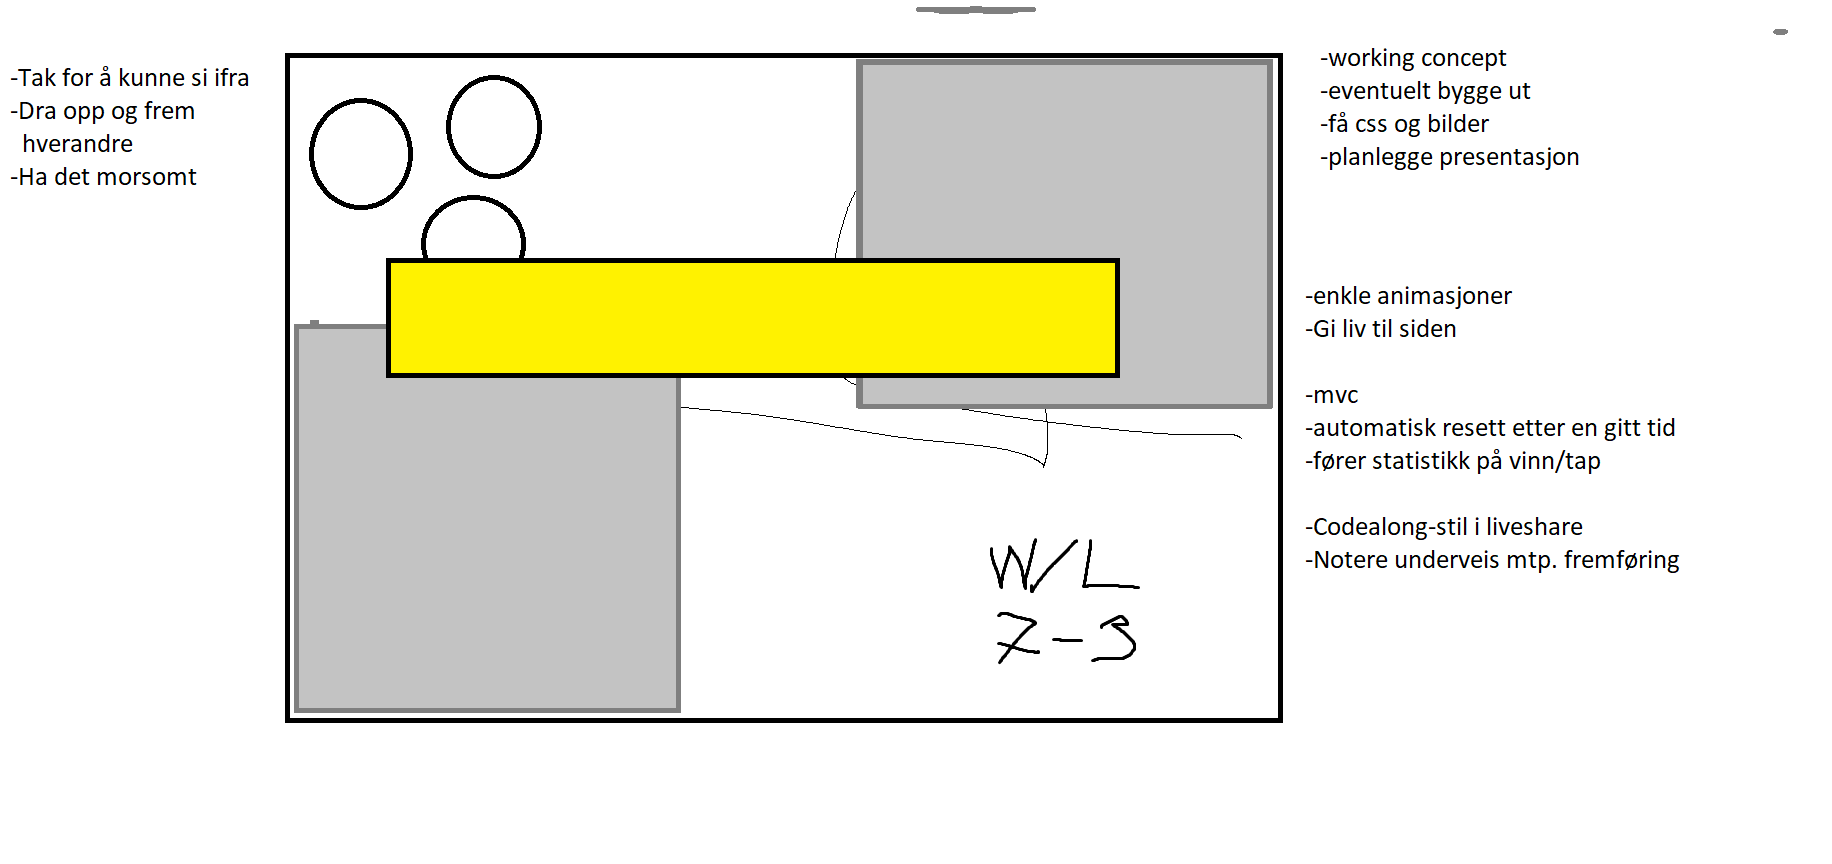 -Tak for å kunne si ifra
-Dra opp og frem
hverandre
-Ha det morsomt
-working concept
-eventuelt bygge ut
-få css og bilder
-planlegge presentasjon
-enkle animasjoner
-Gi liv til siden
-mvc
-automatisk resett etter en gitt tid
-fører statistikk på vinn/tap
-Codealong-stil i liveshare
-Notere underveis mtp. fremføring
W/L
7-3